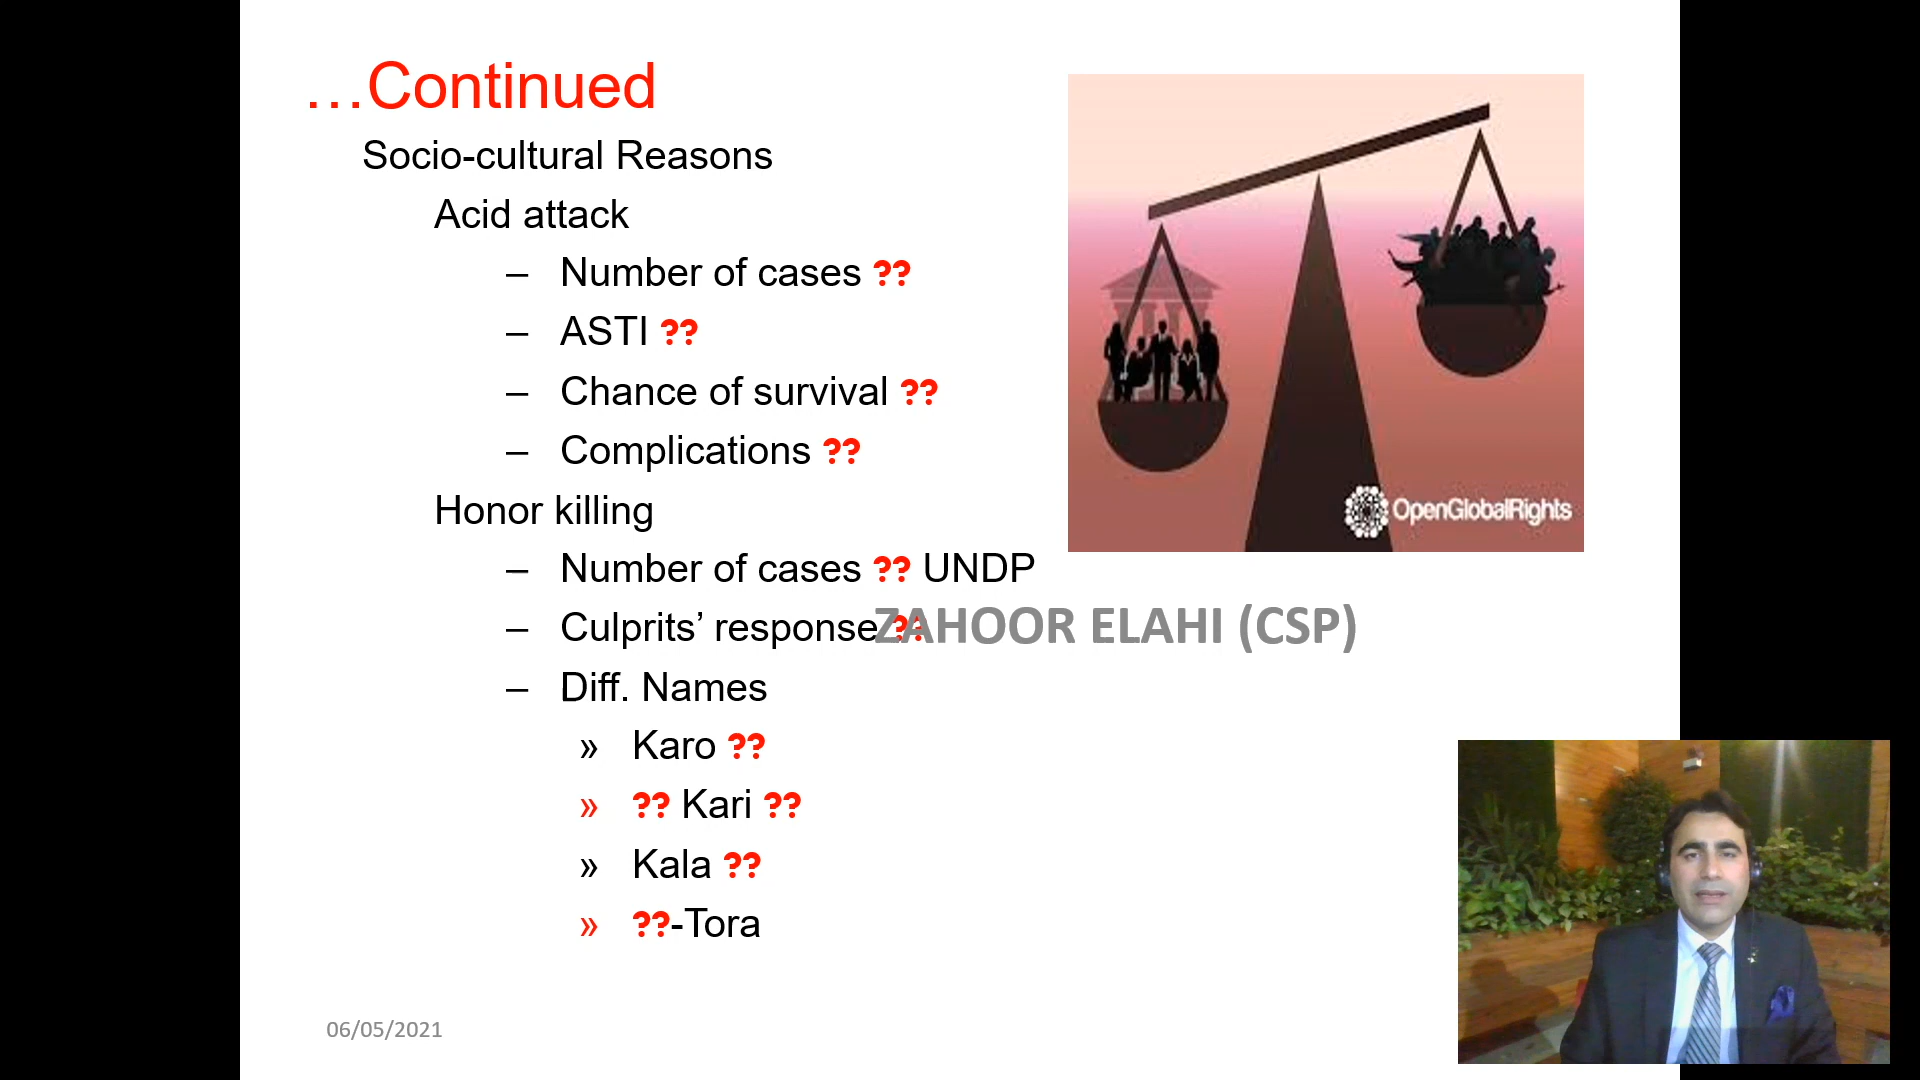 …Continued
Socio-cultural Reasons
Acid attack
– Number of cases ??
– ASTI ??
– Chance of survival ??
– Complications ??
Honor killing
– Number of cases ?? UNDP
– Culprits’ response ??
ZAHOOR ELAHI (CSP)
– Diff. Names
» Karo ??
» ?? Kari ??
» Kala ??
» ??-Tora
OpenGlobalRights
06/05/2021